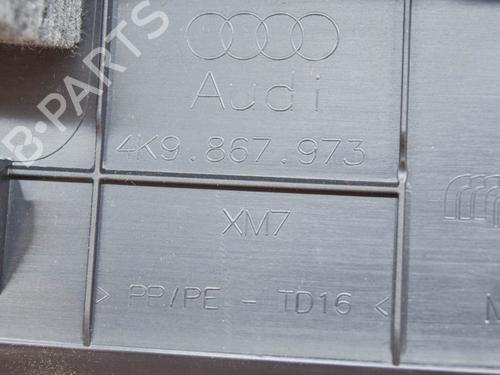 B-PARTS
Audi
4K9.867.973
XM7
> PP/PE - TD16 <